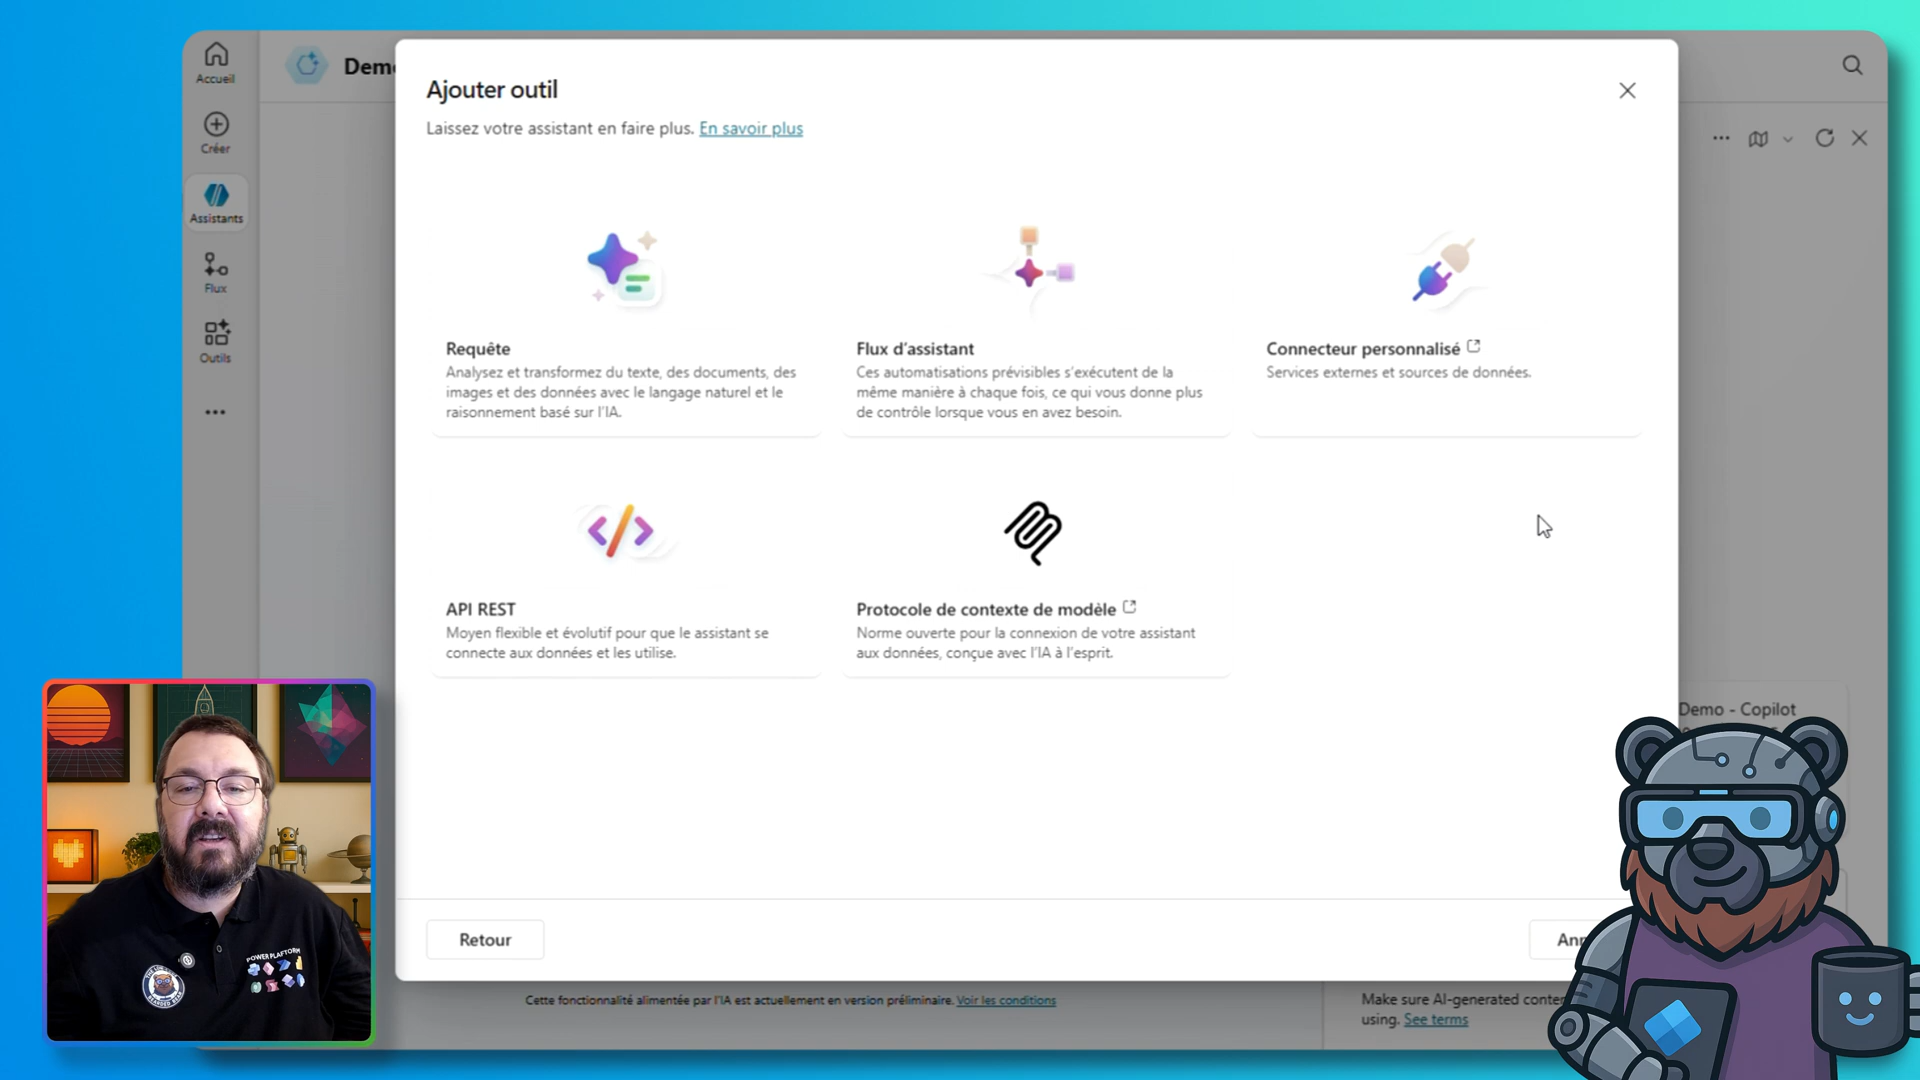 Accueil
Créer
Assistants
Flux
Outils
Ajouter outil
Laissez votre assistant en faire plus. En savoir plus
Requête
Analysez et transformez du texte, des documents, des
images et des données avec le langage naturel et le
raisonnement basé sur l'IA.
Flux d'assistant
Ces automatisations prévisibles s'exécutent de la
même manière à chaque fois, ce qui vous donne plus
de contrôle lorsque vous en avez besoin.
Connecteur personnalisé
Services externes et sources de données.
API REST
Moyen flexible et évolutif pour que le assistant se
connecte aux données et les utilise.
Protocole de contexte de modèle
Norme ouverte pour la connexion de votre assistant
aux données, conçue avec l'IA à l'esprit.
Demo - Copilot
Retour
Cette fonctionnalité alimentée par l'IA est actuellement en version préliminaire. Voir les conditions
Make sure AI-generated
using. See terms
POWER PLAFTORM
BEARDED BEAR